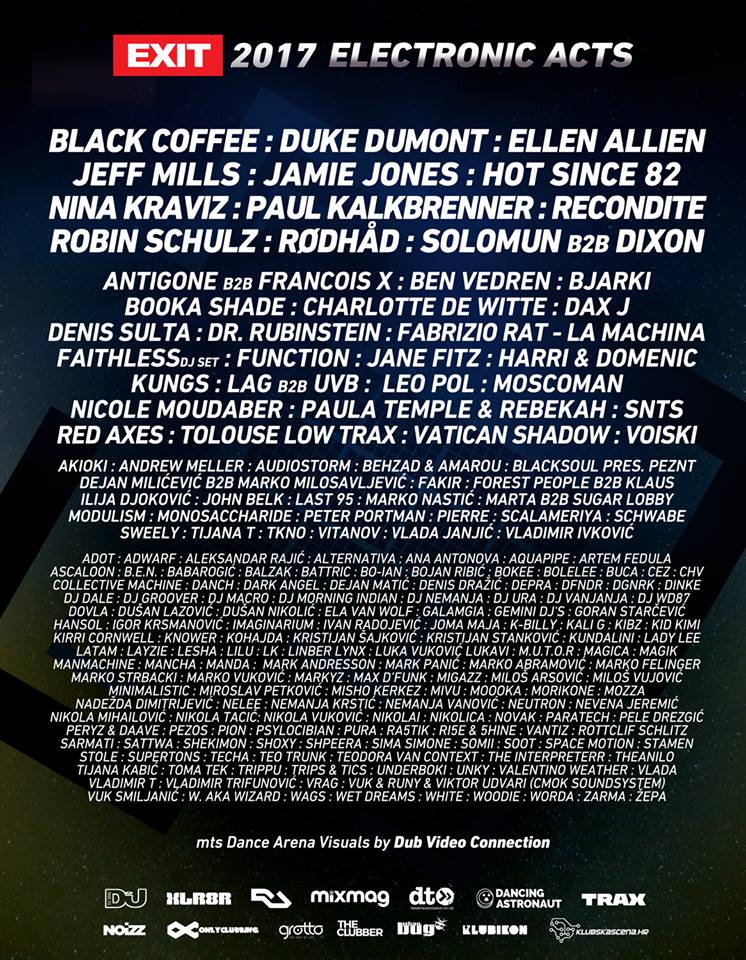 EXIT 2017 ELECTRONIC ACTS
BLACK COFFEE : DUKE DUMONT : ELLEN ALLIEN
JEFF MILLS : JAMIE JONES : HOT SINCE 82
NINA KRAVIZ : PAUL KALKBRENNER : RECONDITE
ROBIN SCHULZ : RØDHÅD : SOLOMUN B2B DIXON
ANTIGONE B2B FRANCOIS X : BEN VEDREN : BJARKI
BOOKA SHADE : CHARLOTTE DE WITTE : DAX J
DENIS SULTA : DR. RUBINSTEIN : FABRIZIO RAT - LA MACHINA
FAITHLESS DJ SET : FUNCTION : JANE FITZ : HARRI & DOMENIC
KUNGS : LAG B2B UVB : LEO POL : MOSCOMAN
NICOLE MOUDABER : PAULA TEMPLE & REBEKAH : SNTS
RED AXES : TOLOUSE LOW TRAX : VATICAN SHADOW : VOISKI
AKIOKI : ANDREW MELLER : AUDIOSTORM : BEHZAD & AMAROU : BLACKSOUL PRES. PEZNT
DEJAN MILIĆEVIĆ B2B MARKO MILOSAVLJEVIĆ : FAKIR : FOREST PEOPLE B2B KLAUS
ILIJA DJOKOVIĆ : JOHN BELK : LAST 95 : MARKO NASTIĆ : MARTA B2B SUGAR LOBBY
MODULISM : MONOSACCHARIDE : PETER PORTMAN : PIERRE : SCALAMERIYA : SCHWABE
SWEELY : TIJANA T : TKNO : VITANOV : VLADA JANJIĆ : VLADIMIR IVKOVIĆ
ADOT : ADWARF : ALEKSANDAR RAJIĆ : ALTERNATIVA : ANA ANTONOVA : AQUAPIPE : ARTEM FEDULA
ASCALOON : B.E.N. : BABAROGIĆ : BALZAK : BATTRIC : BO-IAN : BOJAN RIBIĆ : BOKEE : BOLELEE : BUCA : CEZ : CHV
COLLECTIVE MACHINE : DANCH : DARK ANGEL : DEJAN MATIĆ : DENIS DRAŽIĆ : DEPRA : DFNDR : DGNRK : DINKE
DJ DALE : DJ GROOVER : DJ MACRO : DJ MORNING INDIAN : DJ NEMANJA : DJ URA : DJ VANJANJA : DJ WD87
DOVLA : DUŠAN LAZOVIĆ : DUŠAN NIKOLIĆ : ELA VAN WOLF : GALAMGIA : GEMINI DJ'S : GORAN STARČEVIĆ
HANSOL : IGOR KRSMANOVIĆ : IMAGINARIUM : IVAN RADOJEVIĆ : JOMA MAJA : K-BILLY : KALI G : KIBZ : KID KIMI
KIRRI CORNWELL : KNOWER : KOHAJDA : KRISTIJAN ŠAJKOVIĆ : KRISTIJAN STANKOVIĆ : KUNDALINI : LADY LEE
LATAM : LAYZIE : LESHA : LILU : LK : LINBER LYNX : LUKA VUKOVIĆ LUKAVI : M.U.T.O.R : MAGICA : MAGIK
MANMACHINE : MANCHA : MANDA : MARK ANDRESSON : MARK PANIĆ : MARKO ABRAMOVIĆ : MARKO FELINGER
MARKO STRBACKI : MARKO VUKOVIĆ : MARKYZ : MAX D'FUNK : MIGAZZ : MILOŠ ARSOVIĆ : MILOŠ VUJOVIĆ
MINIMALISTIC : MIROSLAV PETKOVIĆ : MISHO KERKEZ : MIVU : MOOOKA : MORIKONE : MOZZA
NADEŽDA DIMITRIJEVIĆ : NELEE : NEMANJA KRSTIĆ : NEMANJA VANOVIĆ : NEUTRON : NEVENA JEREMIĆ
NIKOLA MIHAILOVIĆ : NIKOLA TACIĆ : NIKOLA VUKOVIĆ : NIKOLAI : NIKOLICA : NOVAK : PARATECH : PELE DREZGIĆ
PERYZ & DAAVE : PEZOS : PION : PSYLOCIBIAN : PURA : RA5TIK : RI5E & 5HINE : VANTIZ : ROTTCLIF SCHLITZ
SARMATI : SATTWA : SHEKIMON : SHOXY : SHPEERA : SIMA SIMONE : SOMII : SOOT : SPACE MOTION : STAMEN
STOLE : SUPERTONS : TECHA : TEO TRUNK : TEODORA VAN CONTEXT : THE INTERPRETERR : THEANILO
TIJANA KABIĆ : TOMA TEK : TRIPPU : TRIPS & TICS : UNDERBOKI : UNKY : VALENTINO WEATHER : VLADA
VLADIMIR T : VLADIMIR TRIFUNOVIĆ : VRAG : VUK & RUNY & VIKTOR UDVARI (CMOK SOUNDSYSTEM)
VUK SMILJANIĆ : W. AKA WIZARD : WAGS : WET DREAMS : WHITE : WOODIE : WORDA : ZARMA : ŽEPA
mts Dance Arena Visuals by Dub Video Connection
DJ XLR8R RA mixmag dt DANCING ASTRONAUT TRAX
NOIZZ ONLYCLUBBING grotto THE CLUBBER bug KLUBIKON KLUBSKASCENA.HR